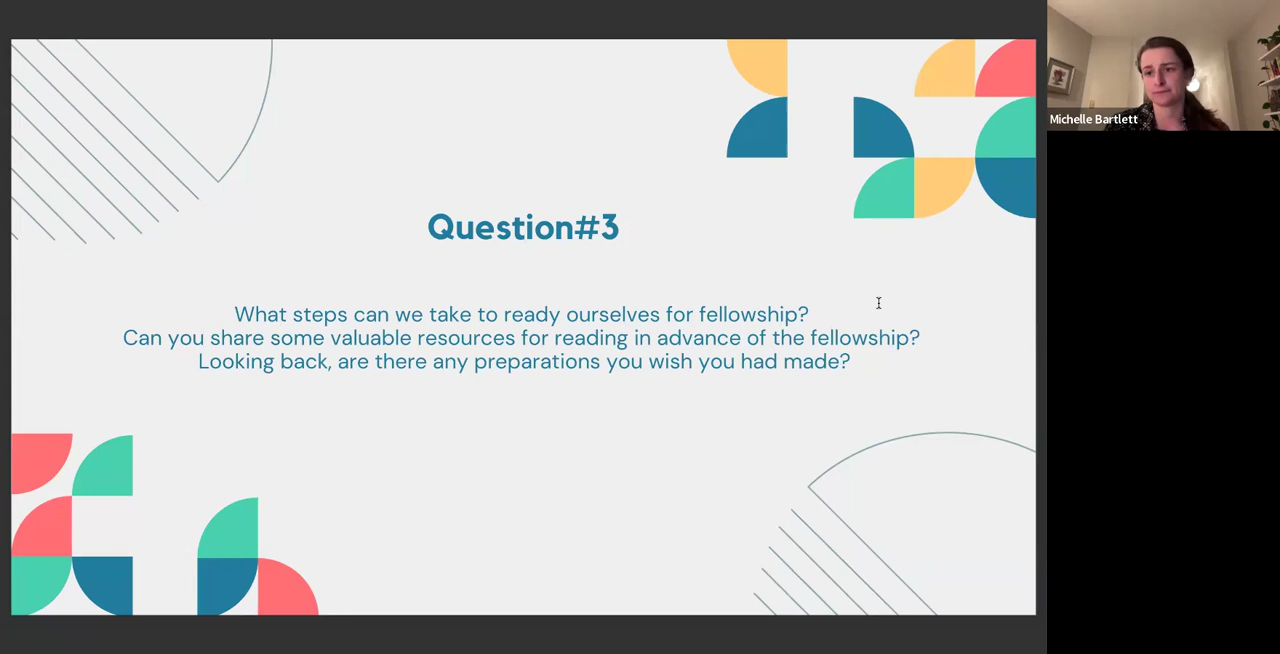 Question#3
What steps can we take to ready ourselves for fellowship?
Can you share some valuable resources for reading in advance of the fellowship?
Looking back, are there any preparations you wish you had made?
Michelle Bartlett